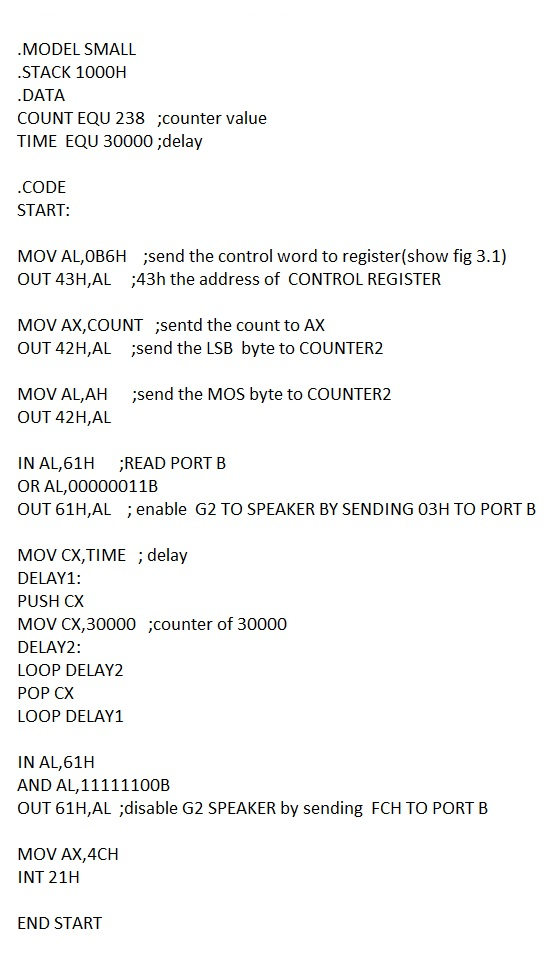 .MODEL SMALL
.STACK 1000H
.DATA
COUNT EQU 238   ;counter value
TIME  EQU 30000 ;delay

.CODE
START:

MOV AL,0B6H    ;send the control word to register(show fig 3.1)
OUT 43H,AL     ;43h the address of  CONTROL REGISTER

MOV AX,COUNT   ;sentd the count to AX
OUT 42H,AL     ;send the LSB  byte to COUNTER2

MOV AL,AH      ;send the MOS byte to COUNTER2
OUT 42H,AL

IN AL,61H      ;READ PORT B
OR AL,00000011B
OUT 61H,AL    ; enable  G2 TO SPEAKER BY SENDING 03H TO PORT B

MOV CX,TIME   ; delay
DELAY1:
PUSH CX
MOV CX,30000   ;counter of 30000
DELAY2:
LOOP DELAY2
POP CX
LOOP DELAY1

IN AL,61H
AND AL,11111100B
OUT 61H,AL  ;disable G2 SPEAKER by sending  FCH TO PORT B

MOV AX,4CH
INT 21H

END START